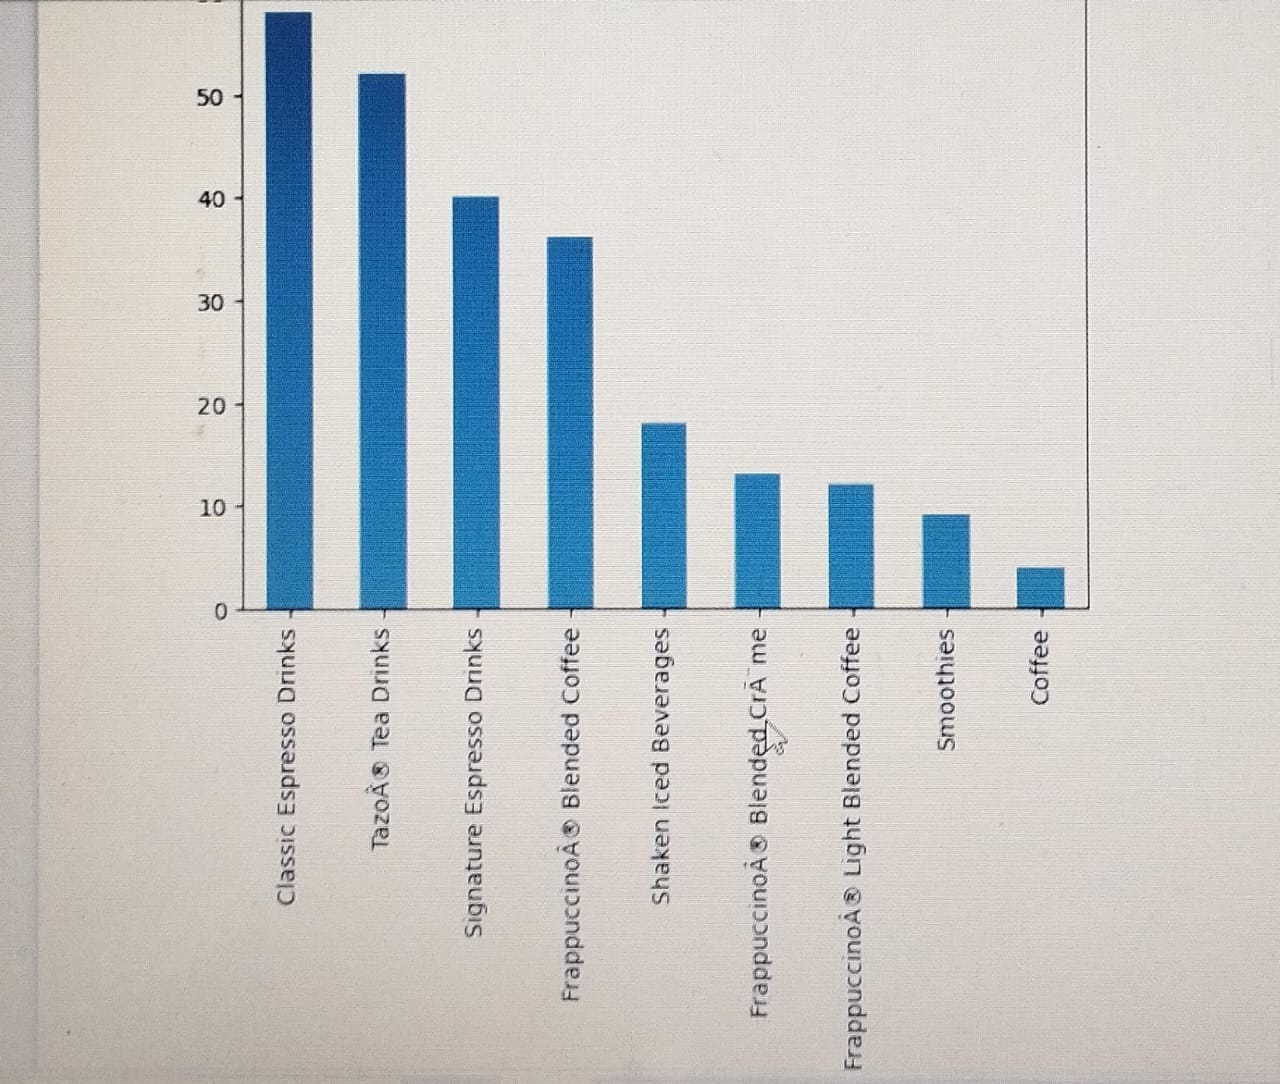 50
40
30
20
10
0
Classic Espresso Drinks
TazoÂ® Tea Drinks
Signature Espresso Drinks
FrappuccinoÂ® Blended Coffee
Shaken Iced Beverages
FrappuccinoÂ® Blended CrÃ¨me
FrappuccinoÂ® Light Blended Coffee
Smoothies
Coffee